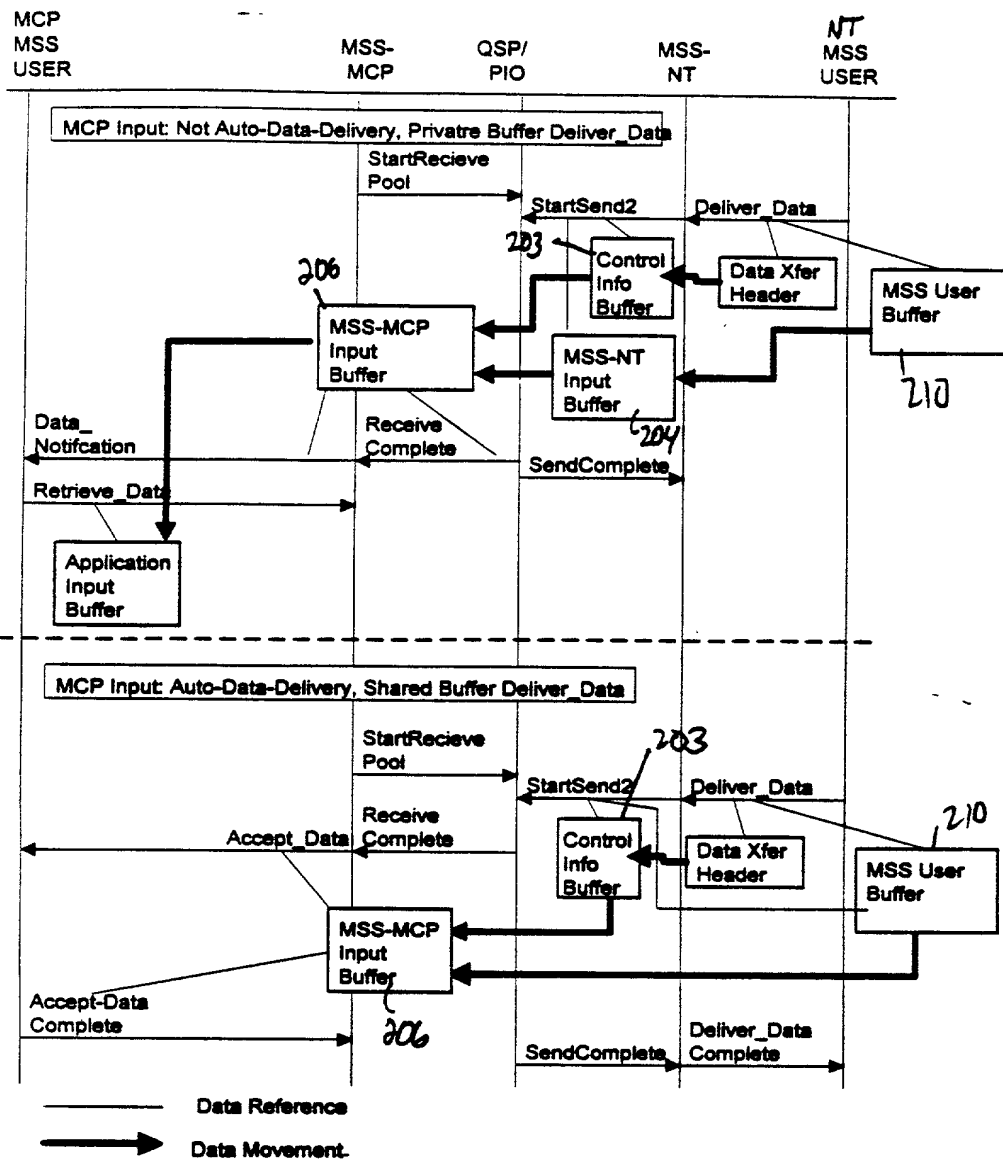 MCP
MSS
USER
MSS-
MCP
QSP/
PIO
MSS-
NT
NT
MSS
USER
MCP Input: Not Auto-Data-Delivery, Privatre Buffer Deliver_Data
StartRecieve
Pool
StartSend2
Deliver_Data
203
Control
Info
Buffer
Data Xfer
Header
MSS User
Buffer
210
206
MSS-MCP
Input
Buffer
MSS-NT
Input
Buffer
204
Data_
Notifcation
Receive
Complete
SendComplete
Retrieve_Data
Application
Input
Buffer
MCP Input: Auto-Data-Delivery, Shared Buffer Deliver_Data
StartRecieve
Pool
203
StartSend2
Deliver_Data
210
Accept_Data
Receive
Complete
Control
Info
Buffer
Data Xfer
Header
MSS User
Buffer
MSS-MCP
Input
Buffer
206
Accept-Data
Complete
SendComplete
Deliver_Data
Complete
Data Reference
Data Movement